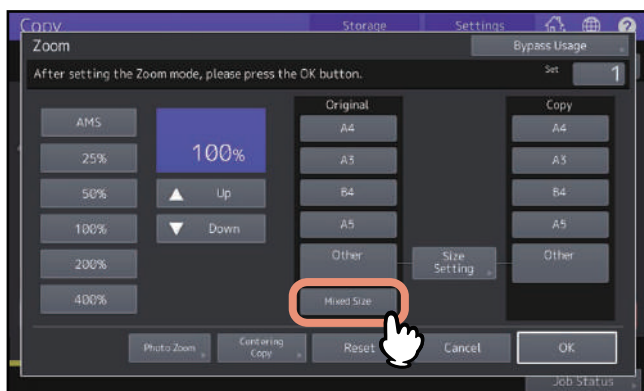 Copy
Storage
Settings
Zoom
Bypass Usage
After setting the Zoom mode, please press the OK button.
Set
1
Original
Copy
AMS
100%
A4
A4
25%
A3
A3
50%
Up
B4
B4
100%
Down
A5
A5
200%
Other
Size
Setting
Other
400%
Mixed Size
Photo Zoom
Centering
Copy
Reset
Cancel
OK
Job Status